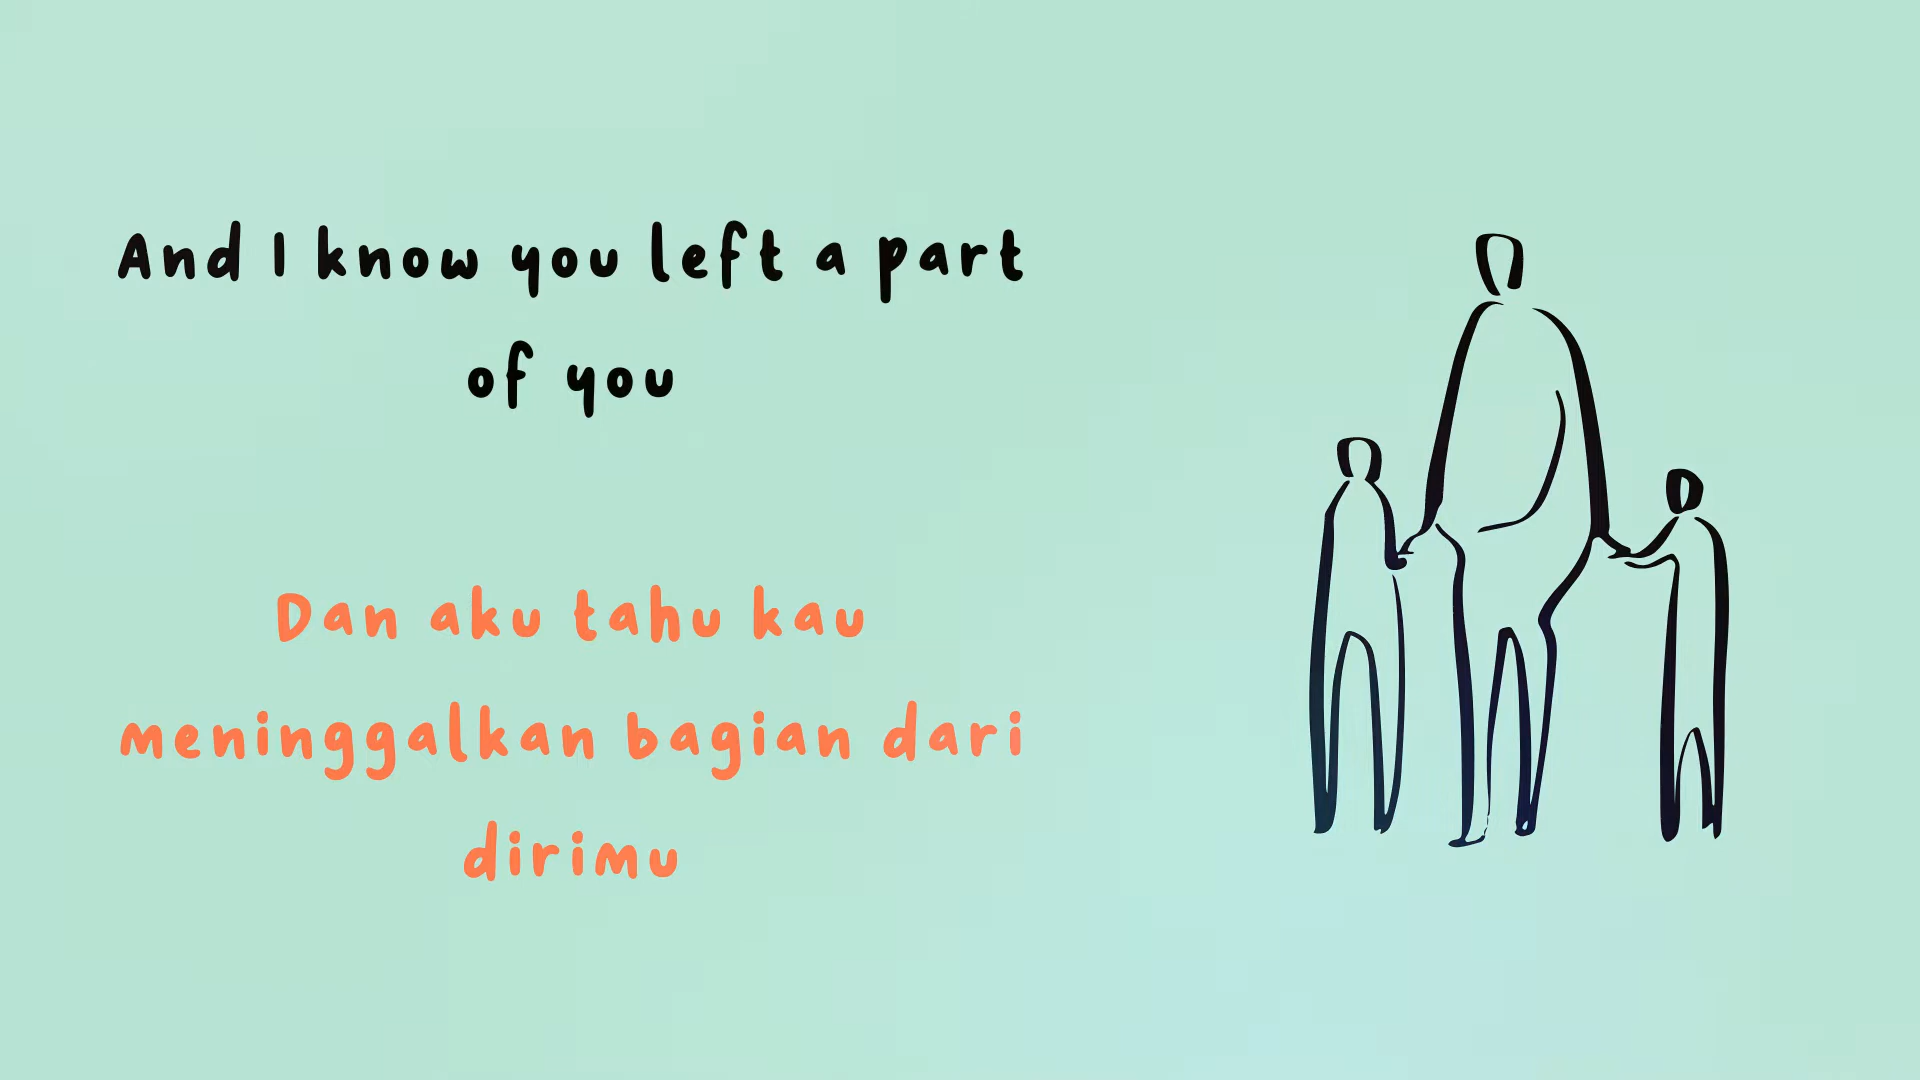 And I know you left a part
of you
Dan aku tahu kau
meninggalkan bagian dari
dirimu